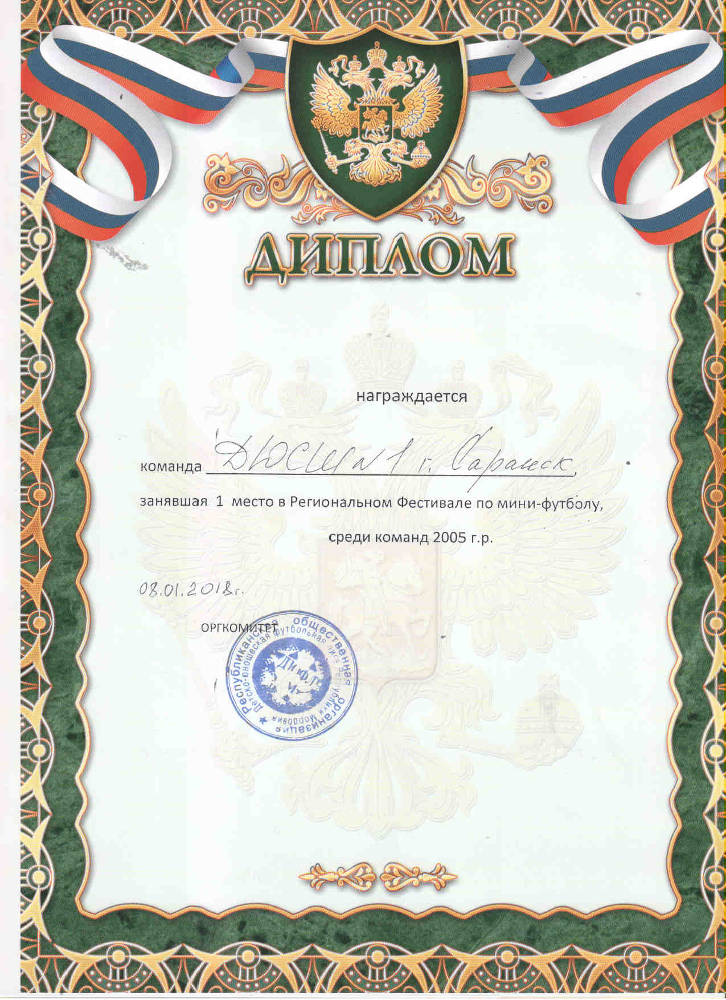 ДИПЛОМ
награждается
команда ДЮСШ №1 г. Саранск,
занявшая 1 место в Региональном Фестивале по мини-футболу,
среди команд 2005 г.р.
08.01.2018г.
ОРГКОМИТЕТ
Республиканская общественная организация
Детско-юношеская футбольная лига Республики Мордовия